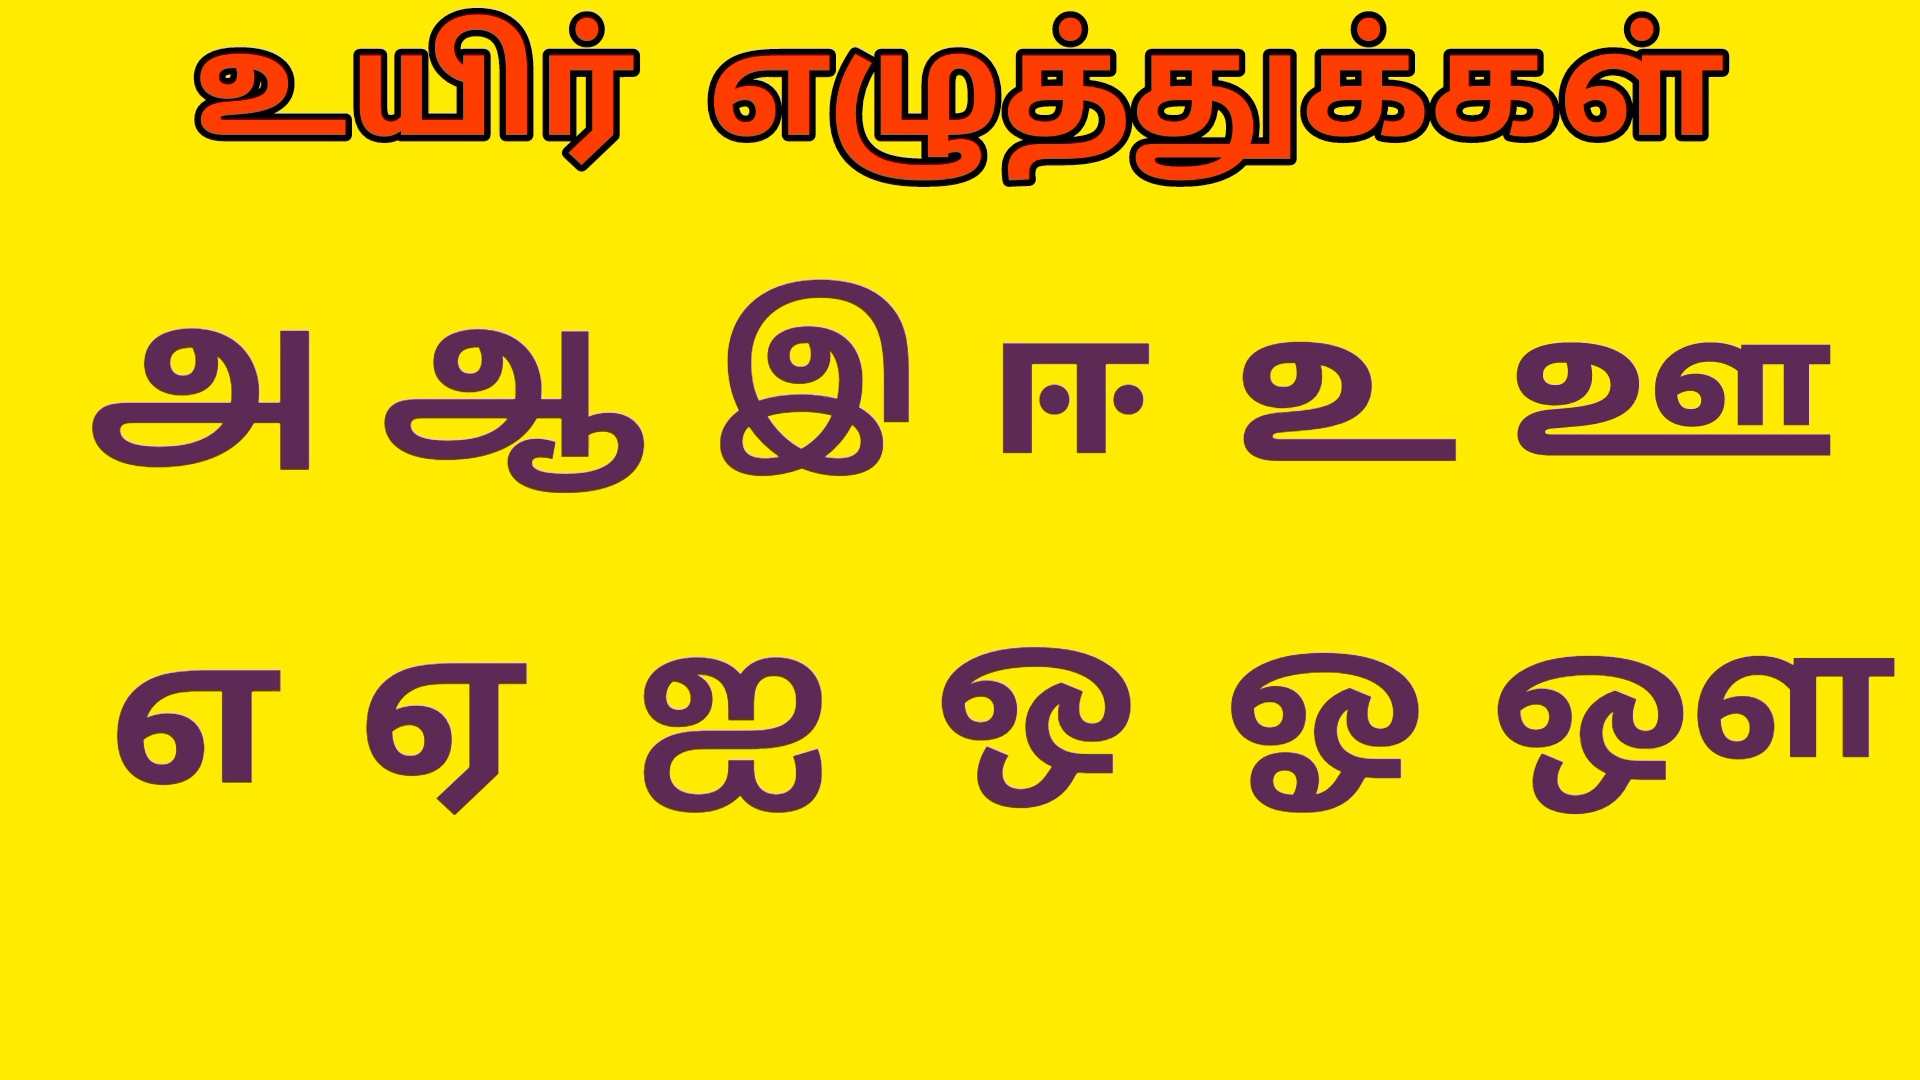 உயிர் எழுத்துக்கள்
அ ஆ இ ஈ உ ஊ
எ ஏ ஐ ஒ ஓ ஔ